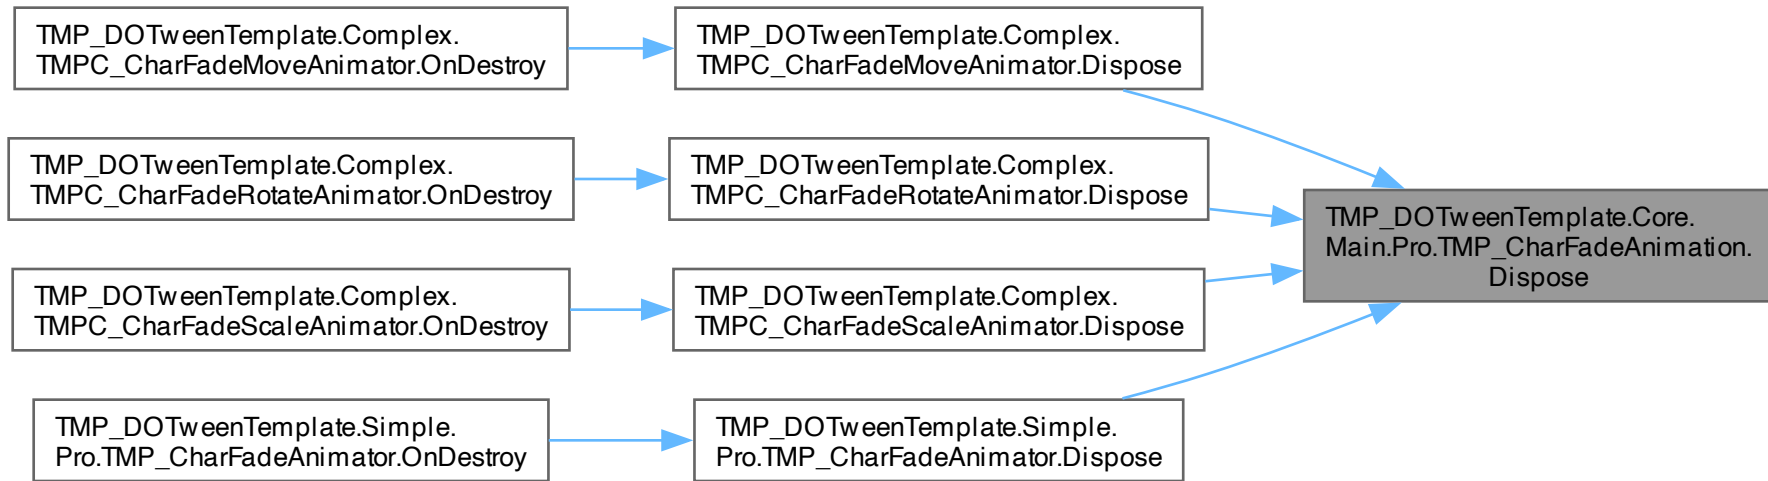 TMP_DOTweenTemplate.Complex.
TMPC_CharFadeMoveAnimator.OnDestroy
TMP_DOTweenTemplate.Complex.
TMPC_CharFadeMoveAnimator.Dispose
TMP_DOTweenTemplate.Complex.
TMPC_CharFadeRotateAnimator.OnDestroy
TMP_DOTweenTemplate.Complex.
TMPC_CharFadeRotateAnimator.Dispose
TMP_DOTweenTemplate.Core.
Main.Pro.TMP_CharFadeAnimation.
Dispose
TMP_DOTweenTemplate.Complex.
TMPC_CharFadeScaleAnimator.OnDestroy
TMP_DOTweenTemplate.Complex.
TMPC_CharFadeScaleAnimator.Dispose
TMP_DOTweenTemplate.Simple.
Pro.TMP_CharFadeAnimator.OnDestroy
TMP_DOTweenTemplate.Simple.
Pro.TMP_CharFadeAnimator.Dispose